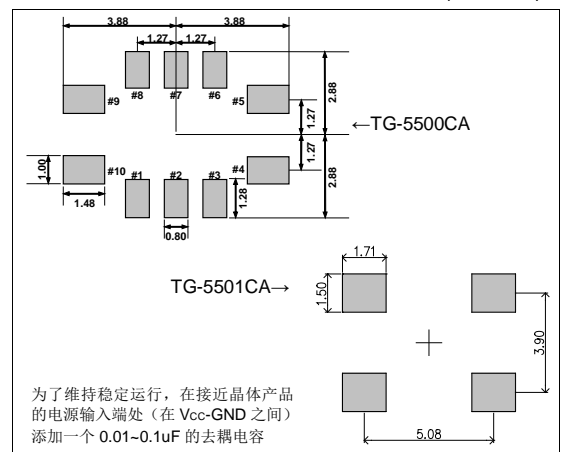 3.88 3.88
1.27 1.27
#8 #7 #6
#9 #5
1.27
2.88
←TG-5500CA
1.27
2.88
1.00
#10 #1 #2 #3 #4
1.28
1.48
0.80
TG-5501CA→
1.71
1.50
3.90
5.08
为了维持稳定运行，在接近晶体产品
的电源输入端处（在 Vcc-GND 之间）
添加一个 0.01~0.1uF 的去耦电容